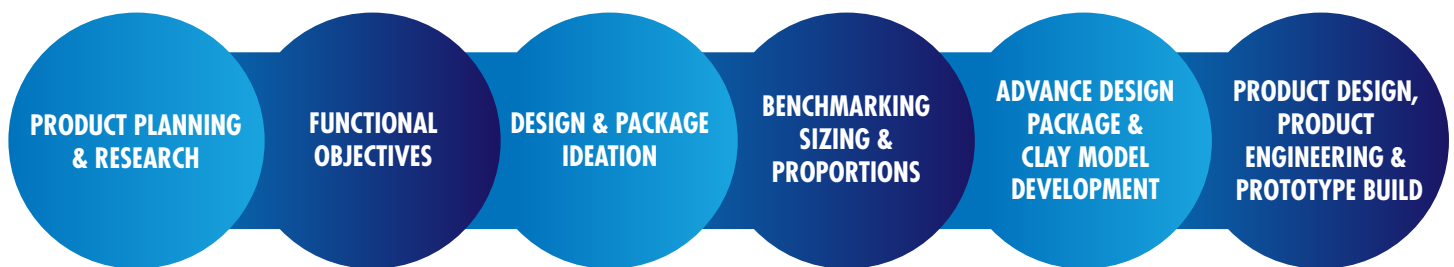 PRODUCT PLANNING
& RESEARCH
FUNCTIONAL
OBJECTIVES
DESIGN & PACKAGE
IDEATION
BENCHMARKING
SIZING &
PROPORTIONS
ADVANCE DESIGN
PACKAGE &
CLAY MODEL
DEVELOPMENT
PRODUCT DESIGN,
PRODUCT
ENGINEERING &
PROTOTYPE BUILD